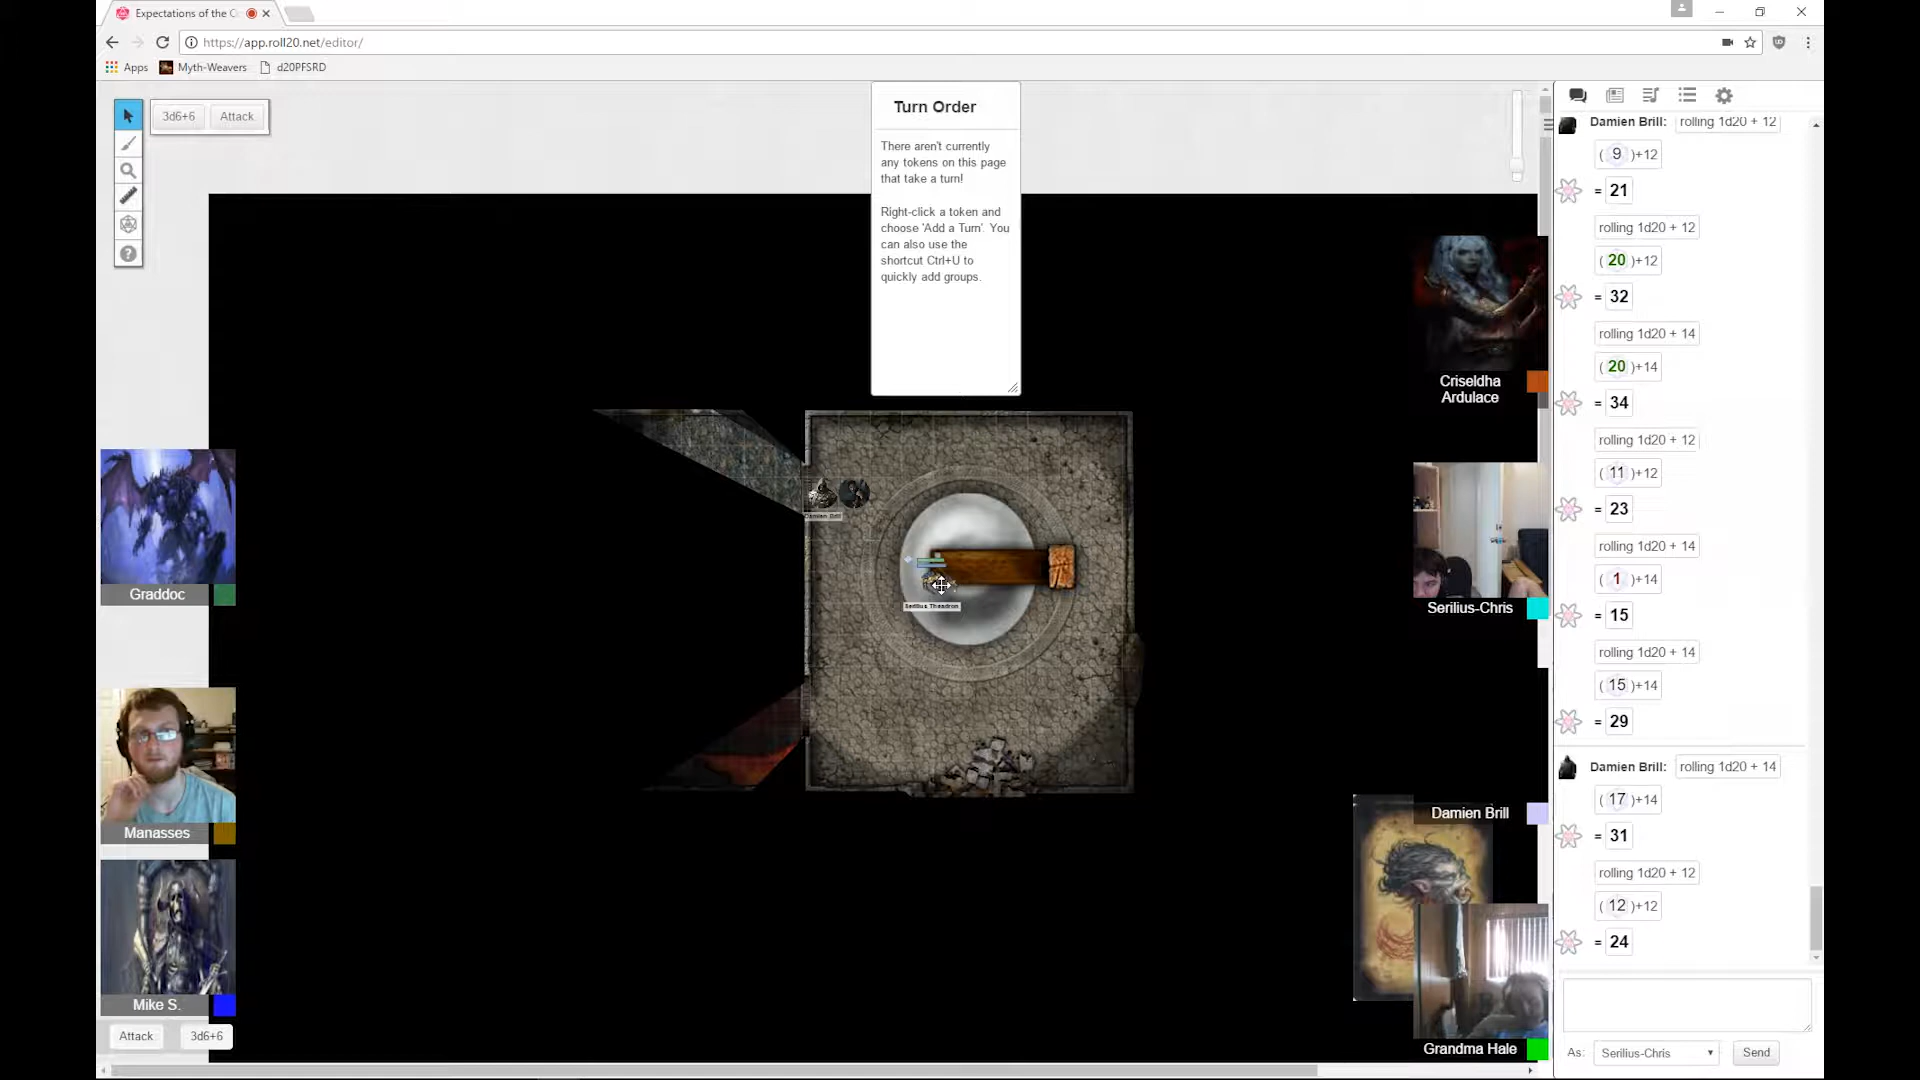 Expectations of the C
https://app.roll20.net/editor/
Apps
Myth-Weavers
d20PFSRD
3d6+6
Attack
Turn Order
There aren't currently
any tokens on this page
that take a turn!
Right-click a token and
choose 'Add a Turn'. You
can also use the
shortcut Ctrl+U to
quickly add groups.
Graddoc
Manasses
Mike S.
Attack
3d6+6
Damien Brill
Serilius Theadron
Criseldha
Ardulace
Serilius-Chris
Damien Brill
Grandma Hale
Damien Brill: rolling 1d20 + 12
(9)+12
= 21
rolling 1d20 + 12
(20)+12
= 32
rolling 1d20 + 14
(20)+14
= 34
rolling 1d20 + 12
(11)+12
= 23
rolling 1d20 + 14
(1)+14
= 15
rolling 1d20 + 14
(15)+14
= 29
Damien Brill: rolling 1d20 + 14
(17)+14
= 31
rolling 1d20 + 12
(12)+12
= 24
As: Serilius-Chris
Send